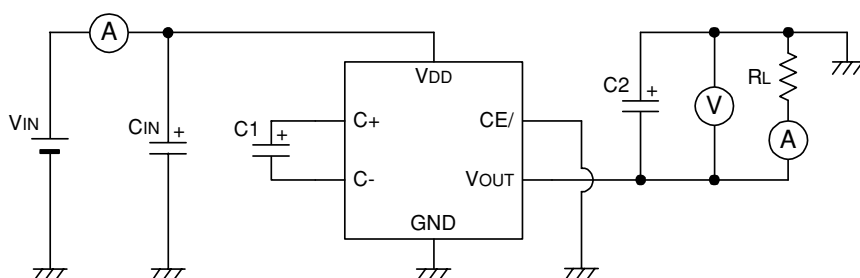 A
VDD
C2
+
RL
VIN
CIN
+
C1
+
C+
CE/
V
A
C-
VOUT
GND